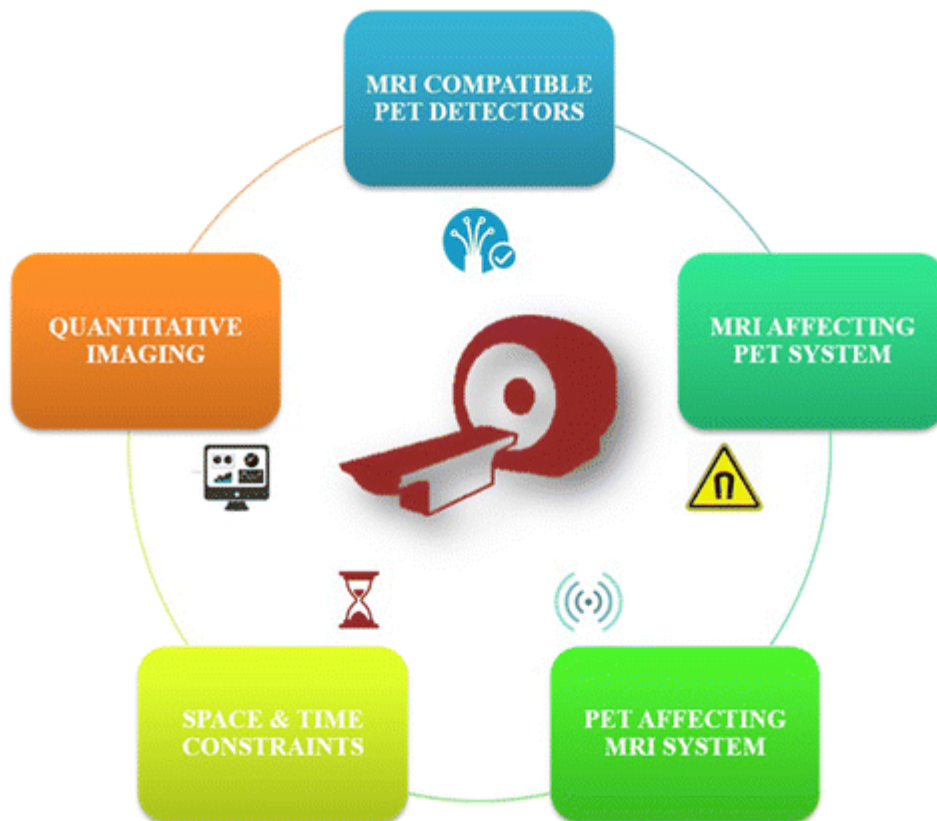 MRI COMPATIBLE
PET DETECTORS
QUANTITATIVE
IMAGING
MRI AFFECTING
PET SYSTEM
SPACE & TIME
CONSTRAINTS
PET AFFECTING
MRI SYSTEM